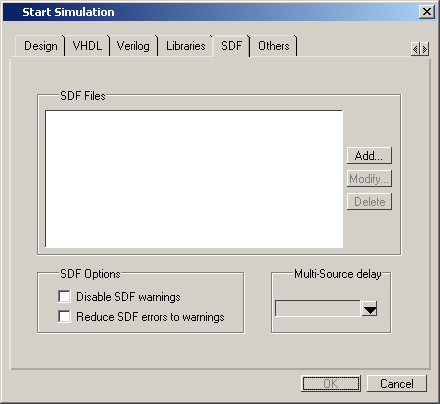 Start Simulation
Design VHDL Verilog Libraries SDF Others
SDF Files
Add...
Modify...
Delete
SDF Options
Disable SDF warnings
Reduce SDF errors to warnings
Multi-Source delay
OK Cancel